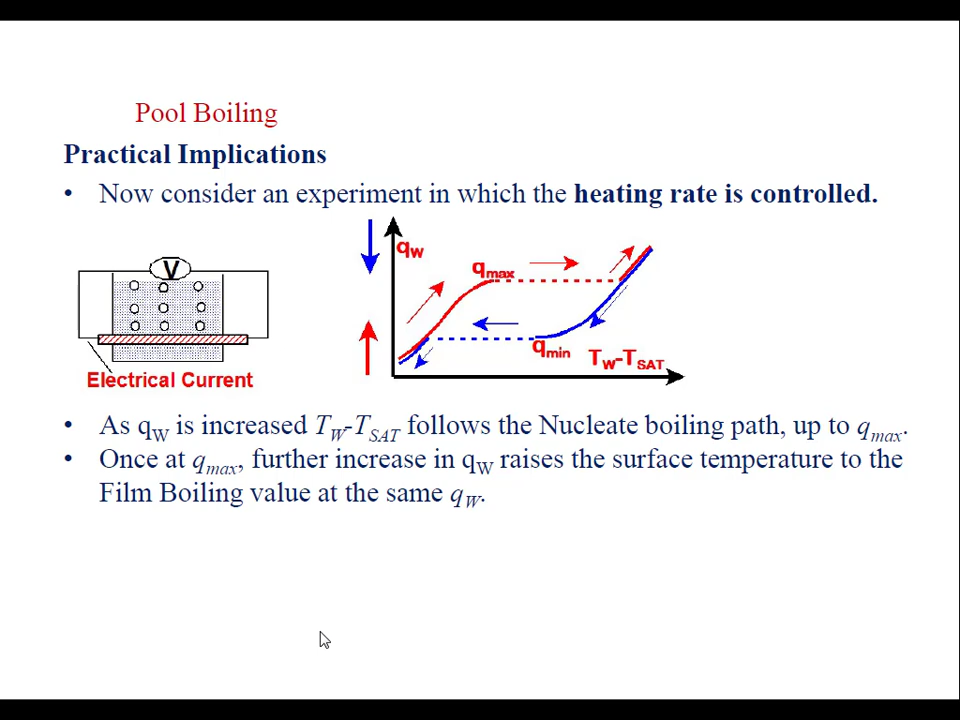 Pool Boiling
Practical Implications
• Now consider an experiment in which the heating rate is controlled.
V
Electrical Current
qw
qmax
qmin
Tw-TSAT
• As qW is increased TW-TSAT follows the Nucleate boiling path, up to qmax.
• Once at qmax, further increase in qW raises the surface temperature to the
Film Boiling value at the same qW.